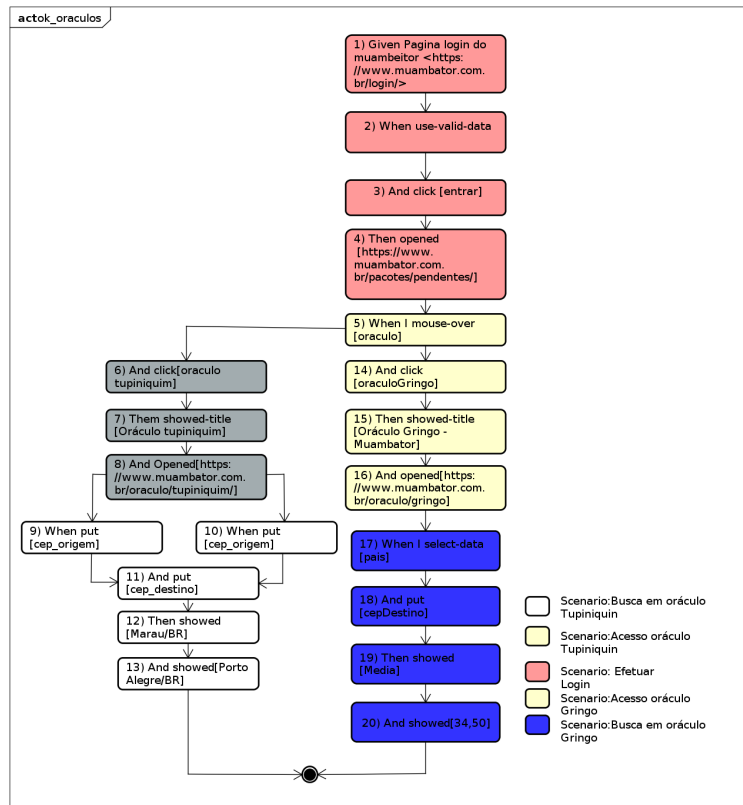 actok_oraculos
1) Given Pagina login do
muambeitor <https:
//www.muambator.com.
br/login/>
2) When use-valid-data
3) And click [entrar]
4) Then opened
[https://www.
muambator.com.
br/pacotes/pendentes/]
5) When I mouse-over
[oraculo]
6) And click[oraculo
tupiniquim]
7) Them showed-title
[Oráculo tupiniquim]
8) And Opened[https:
//www.muambator.com.
br/oraculo/tupiniquim/]
9) When put
[cep_origem]
10) When put
[cep_origem]
11) And put
[cep_destino]
12) Then showed
[Marau/BR]
13) And showed[Porto
Alegre/BR]
14) And click
[oraculoGringo]
15) Then showed-title
[Oráculo Gringo -
Muambator]
16) And opened[https:
//www.muambator.com.
br/oraculo/gringo]
17) When I select-data
[pais]
18) And put
[cepDestino]
19) Then showed
[Media]
20) And showed[34,50]
Scenario:Busca em oráculo
Tupiniquin
Scenario:Acesso oráculo
Tupiniquin
Scenario: Efetuar
Login
Scenario:Acesso oráculo
Gringo
Scenario:Busca em oráculo
Gringo